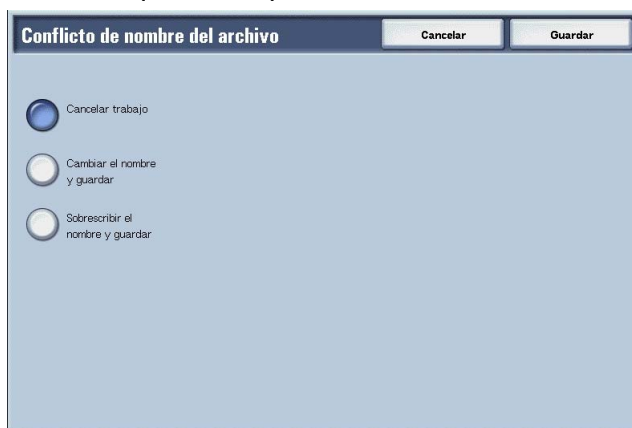 Conflicto de nombre del archivo
Cancelar
Guardar
Cancelar trabajo
Cambiar el nombre
y guardar
Sobrescribir el
nombre y guardar